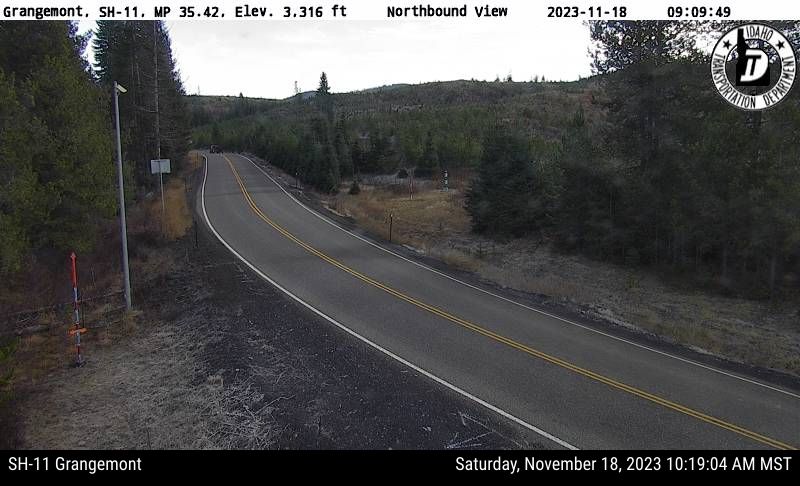 Grangemont, SH-11, MP 35.42, Elev. 3,316 ft Northbound View 2023-11-18 09:09:49
IDAHO
TRANSPORTATION DEPARTMENT
SH-11 Grangemont Saturday, November 18, 2023 10:19:04 AM MST